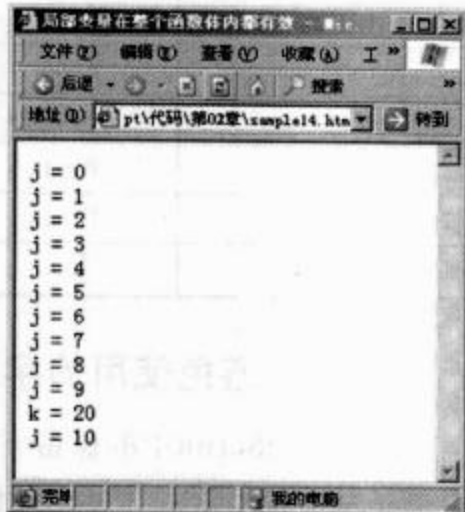 局部变量在整个函数体内都有效 - Mic
文件(F) 编辑(E) 查看(V) 收藏(A) 工 »
后退 搜索 »
地址(D) pt\代码\第02章\sample14.htm 转到
j = 0
j = 1
j = 2
j = 3
j = 4
j = 5
j = 6
j = 7
j = 8
j = 9
k = 20
j = 10
完毕 我的电脑